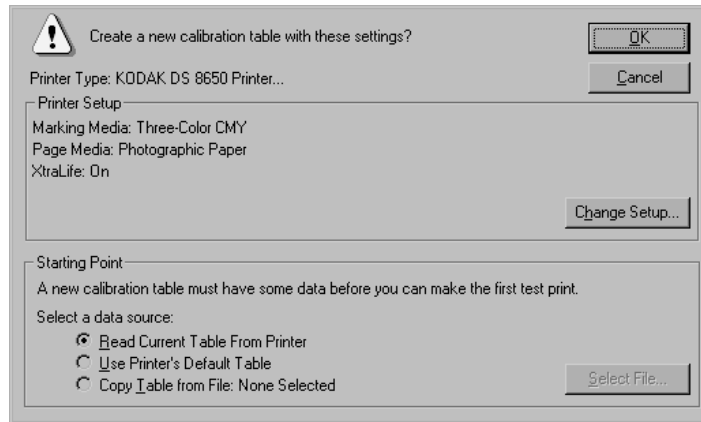 Create a new calibration table with these settings?
OK
Printer Type: KODAK DS 8650 Printer...
Cancel
Printer Setup
Marking Media: Three-Color CMY
Page Media: Photographic Paper
XtraLife: On
Change Setup...
Starting Point
A new calibration table must have some data before you can make the first test print.
Select a data source:
Read Current Table From Printer
Use Printer's Default Table
Copy Table from File: None Selected
Select File...